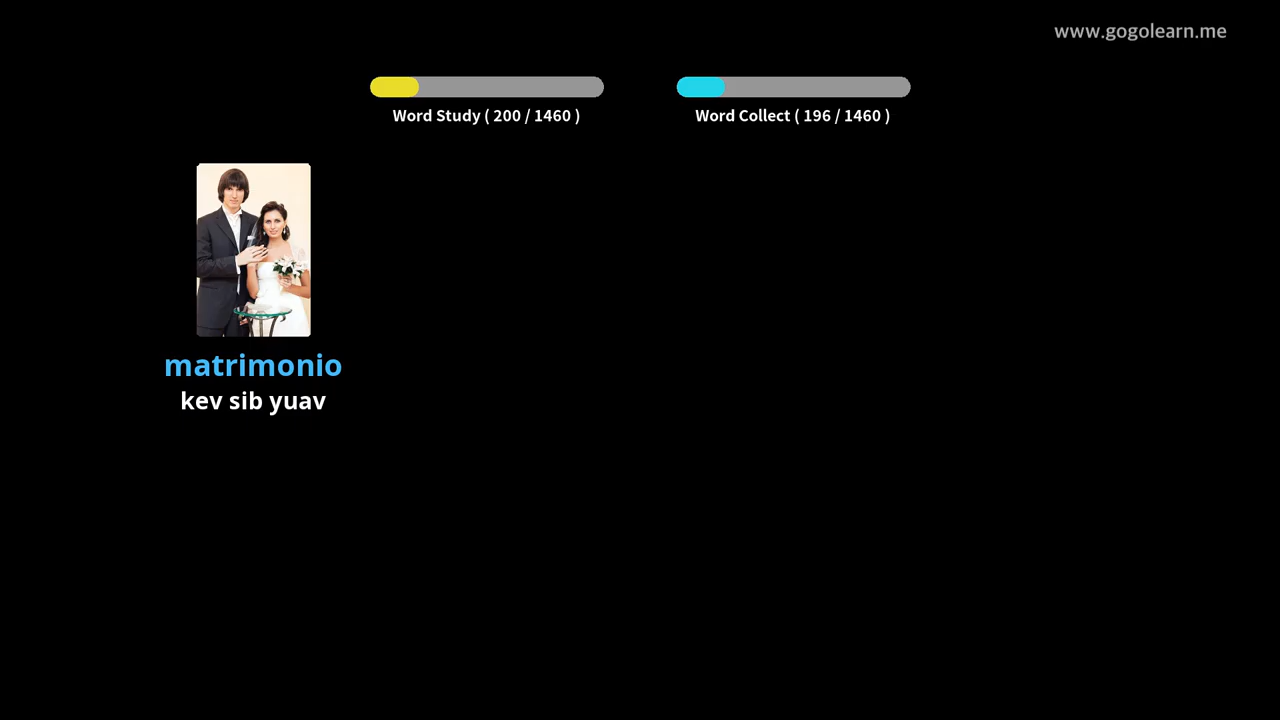 www.gogolearn.me
Word Study ( 200 / 1460 )
Word Collect ( 196 / 1460 )
matrimonio
kev sib yuav